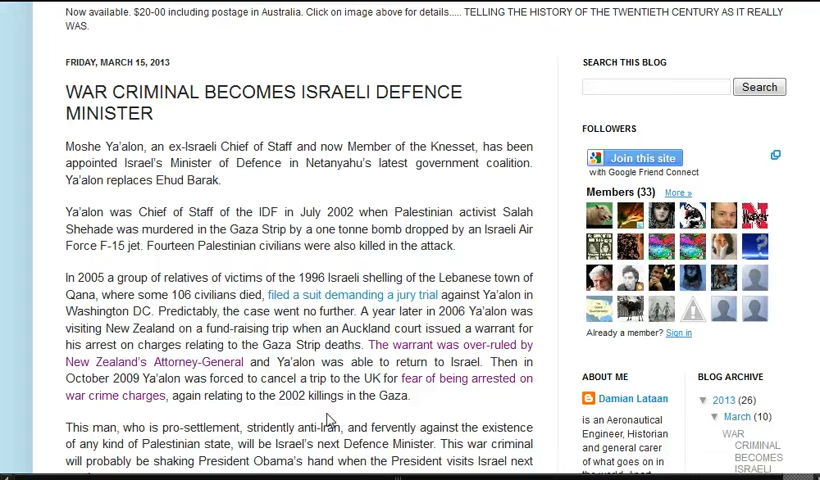 Now available. $20-00 including postage in Australia. Click on image above for details..... TELLING THE HISTORY OF THE TWENTIETH CENTURY AS IT REALLY
WAS.
FRIDAY, MARCH 15, 2013
WAR CRIMINAL BECOMES ISRAELI DEFENCE
MINISTER
Moshe Ya'alon, an ex-Israeli Chief of Staff and now Member of the Knesset, has been
appointed Israel's Minister of Defence in Netanyahu's latest government coalition.
Ya'alon replaces Ehud Barak.
Ya'alon was Chief of Staff of the IDF in July 2002 when Palestinian activist Salah
Shehade was murdered in the Gaza Strip by a one tonne bomb dropped by an Israeli Air
Force F-15 jet. Fourteen Palestinian civilians were also killed in the attack.
In 2005 a group of relatives of victims of the 1996 Israeli shelling of the Lebanese town of
Qana, where some 106 civilians died, filed a suit demanding a jury trial against Ya'alon in
Washington DC. Predictably, the case went no further. A year later in 2006 Ya'alon was
visiting New Zealand on a fund-raising trip when an Auckland court issued a warrant for
his arrest on charges relating to the Gaza Strip deaths. The warrant was over-ruled by
New Zealand's Attorney-General and Ya'alon was able to return to Israel. Then in
October 2009 Ya'alon was forced to cancel a trip to the UK for fear of being arrested on
war crime charges, again relating to the 2002 killings in the Gaza.
This man, who is pro-settlement, stridently anti-Iran, and fervently against the existence
of any kind of Palestinian state, will be Israel's next Defence Minister. This war criminal
will probably be shaking President Obama's hand when the President visits Israel next
SEARCH THIS BLOG
Search
FOLLOWERS
Join this site
with Google Friend Connect
Members (33) More »
Already a member? Sign in
ABOUT ME
Damian Lataan
is an Aeronautical
Engineer, Historian
and general carer
of what goes on in
BLOG ARCHIVE
▼ 2013 (26)
▼ March (10)
WAR
CRIMINAL
BECOMES
ISRAELI